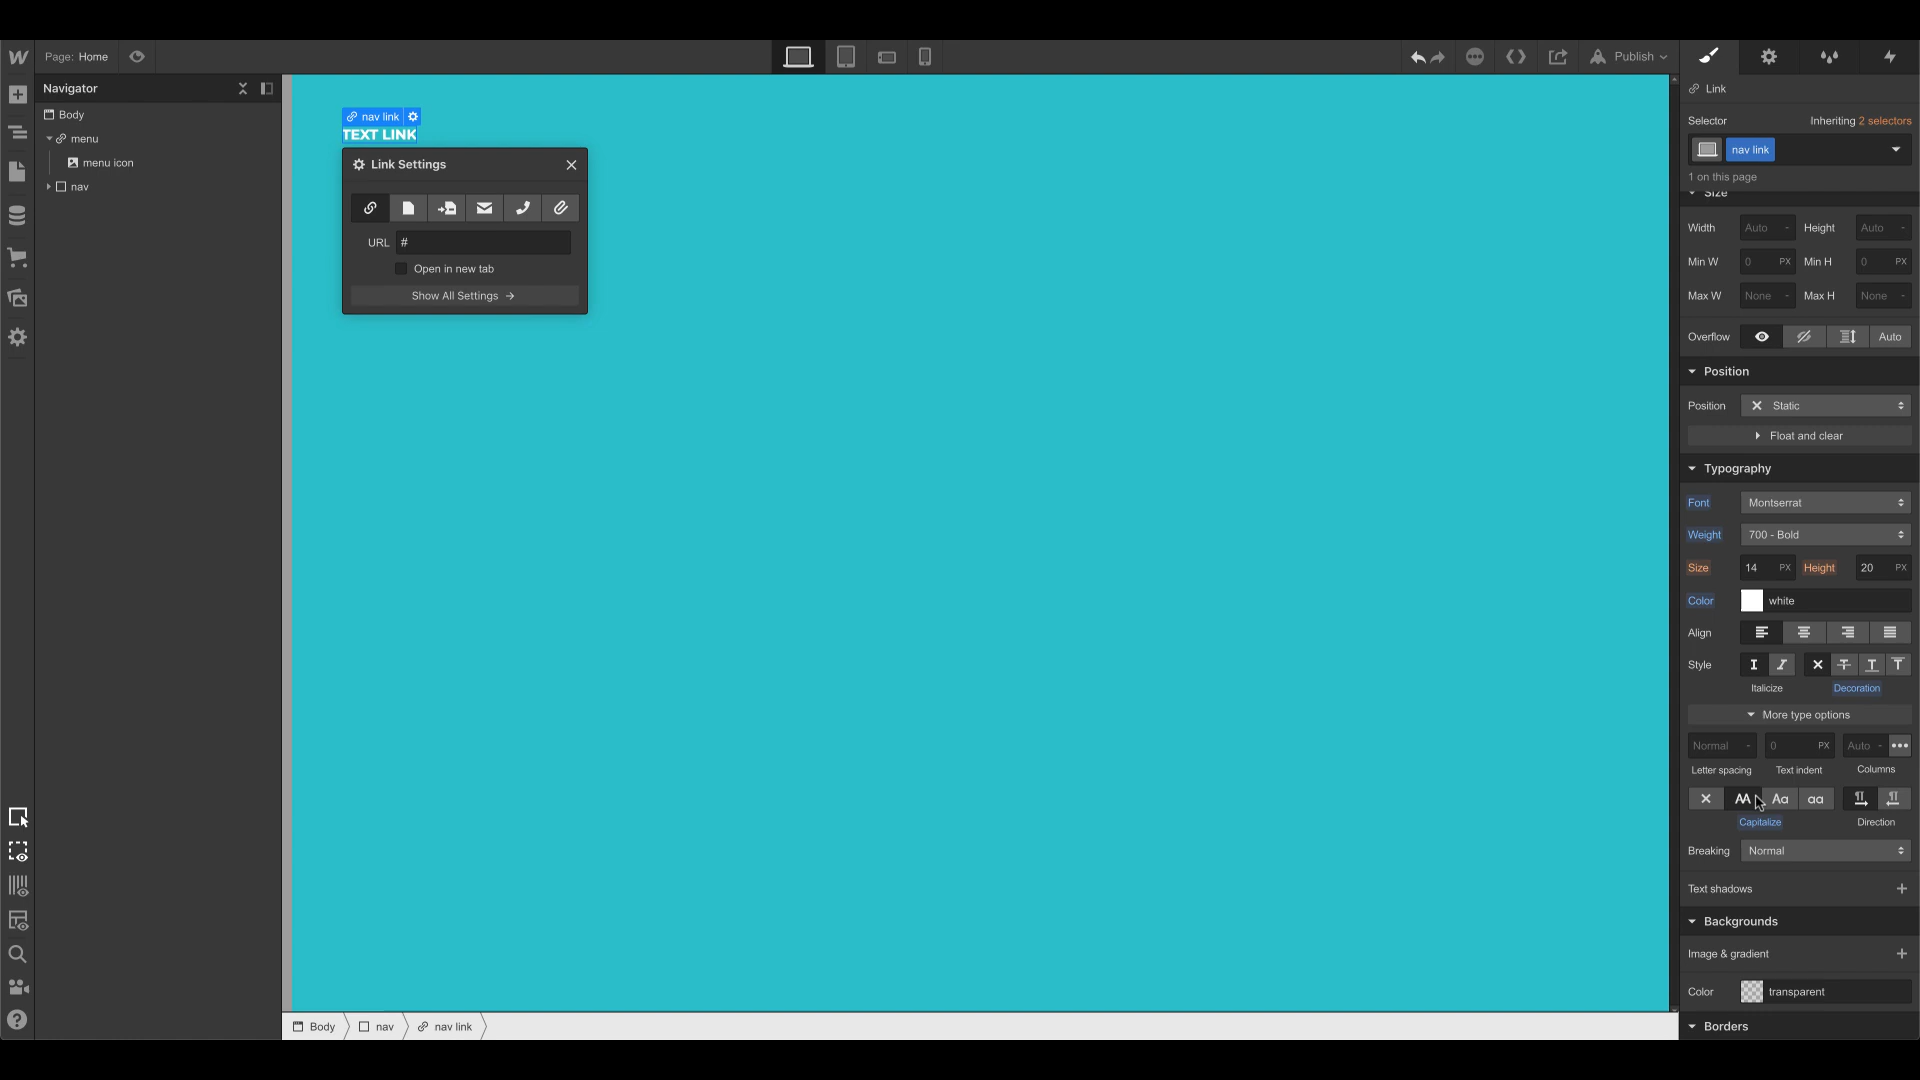 Page: Home
Publish
Navigator
Body
menu
menu icon
nav
nav link
TEXT LINK
Link Settings
URL #
Open in new tab
Show All Settings
Body nav nav link
Link
Selector Inheriting 2 selectors
nav link
1 on this page
Size
Width Auto - Height Auto -
Min W 0 PX Min H 0 PX
Max W None - Max H None -
Overflow Auto
Position
Position Static
Float and clear
Typography
Font Montserrat
Weight 700 - Bold
Size 14 PX Height 20 PX
Color white
Align
Style
Italicize Decoration
More type options
Normal - 0 PX Auto -
Letter spacing Text indent Columns
AA Aa aa
Capitalize Direction
Breaking Normal
Text shadows
Backgrounds
Image & gradient
Color transparent
Borders